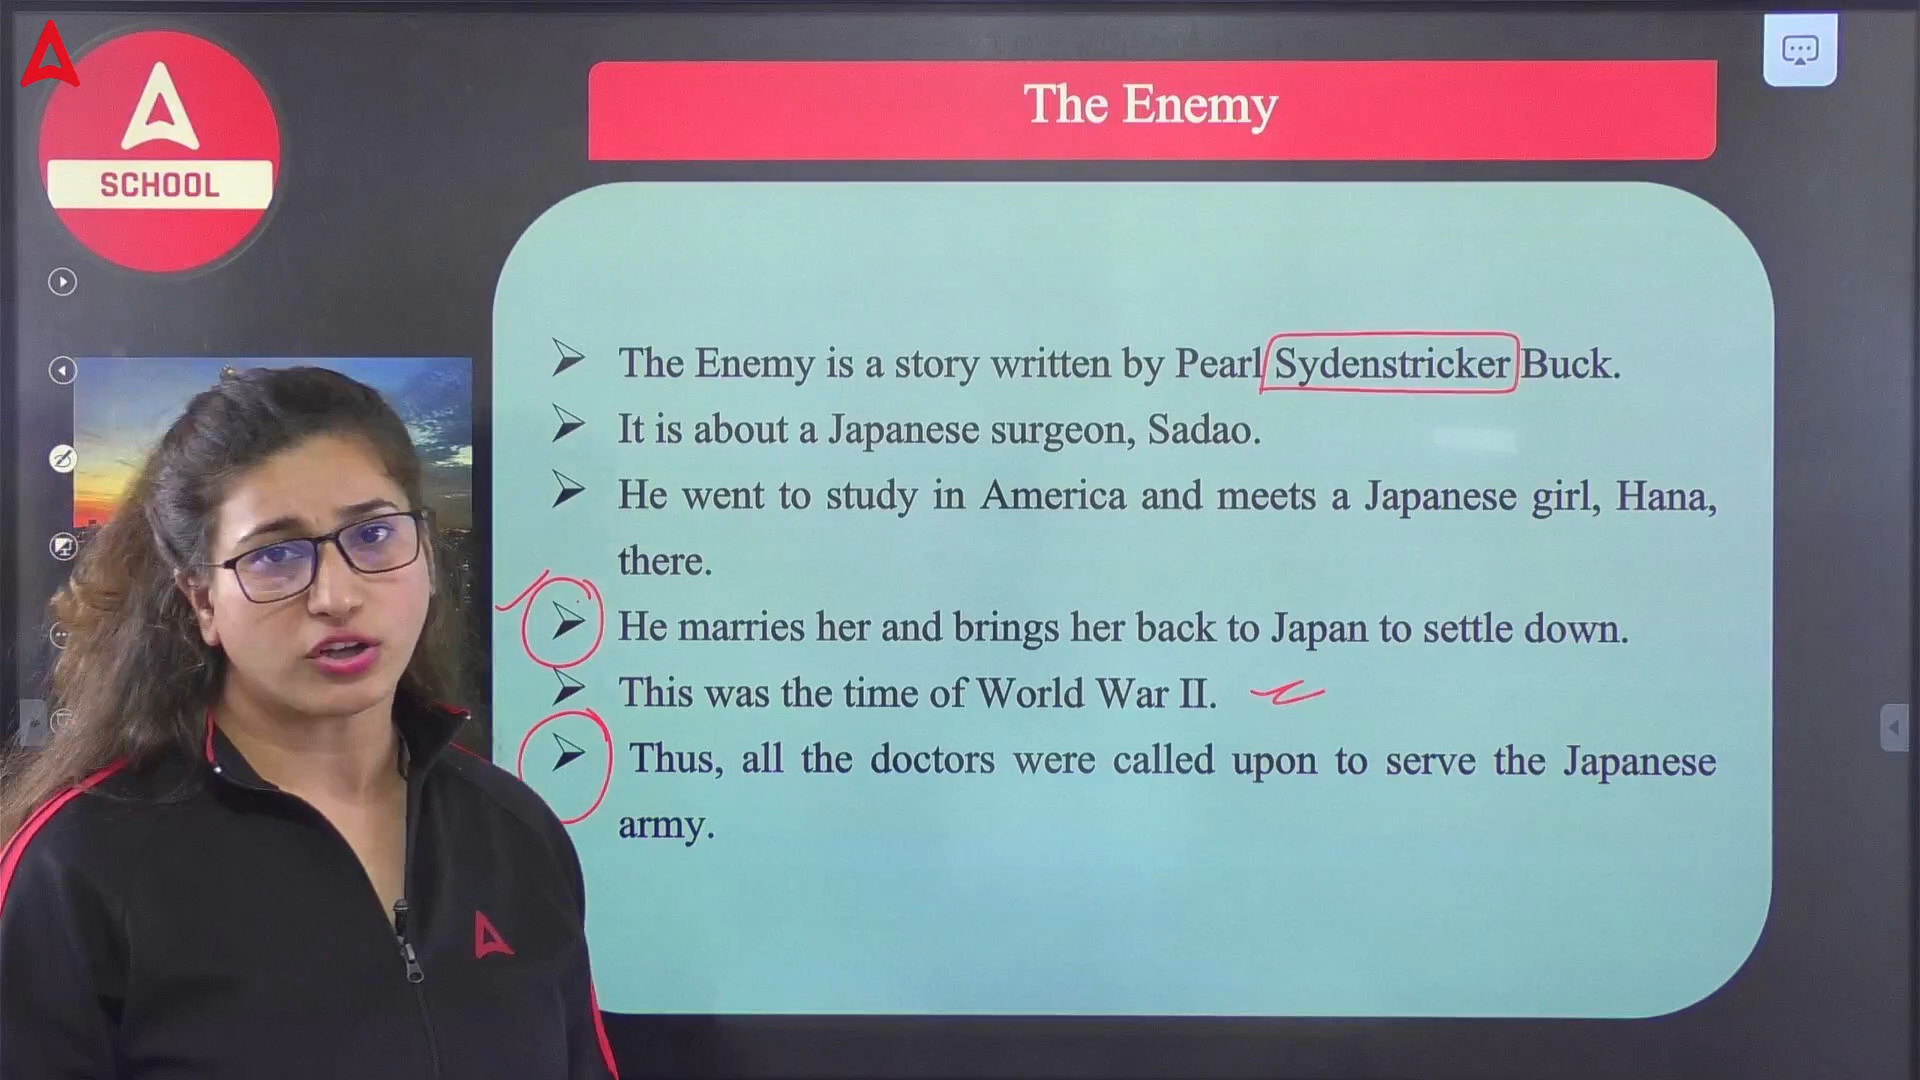 SCHOOL
The Enemy
The Enemy is a story written by Pearl Sydenstricker Buck.
It is about a Japanese surgeon, Sadao.
He went to study in America and meets a Japanese girl, Hana,
there.
He marries her and brings her back to Japan to settle down.
This was the time of World War II.
Thus, all the doctors were called upon to serve the Japanese
army.